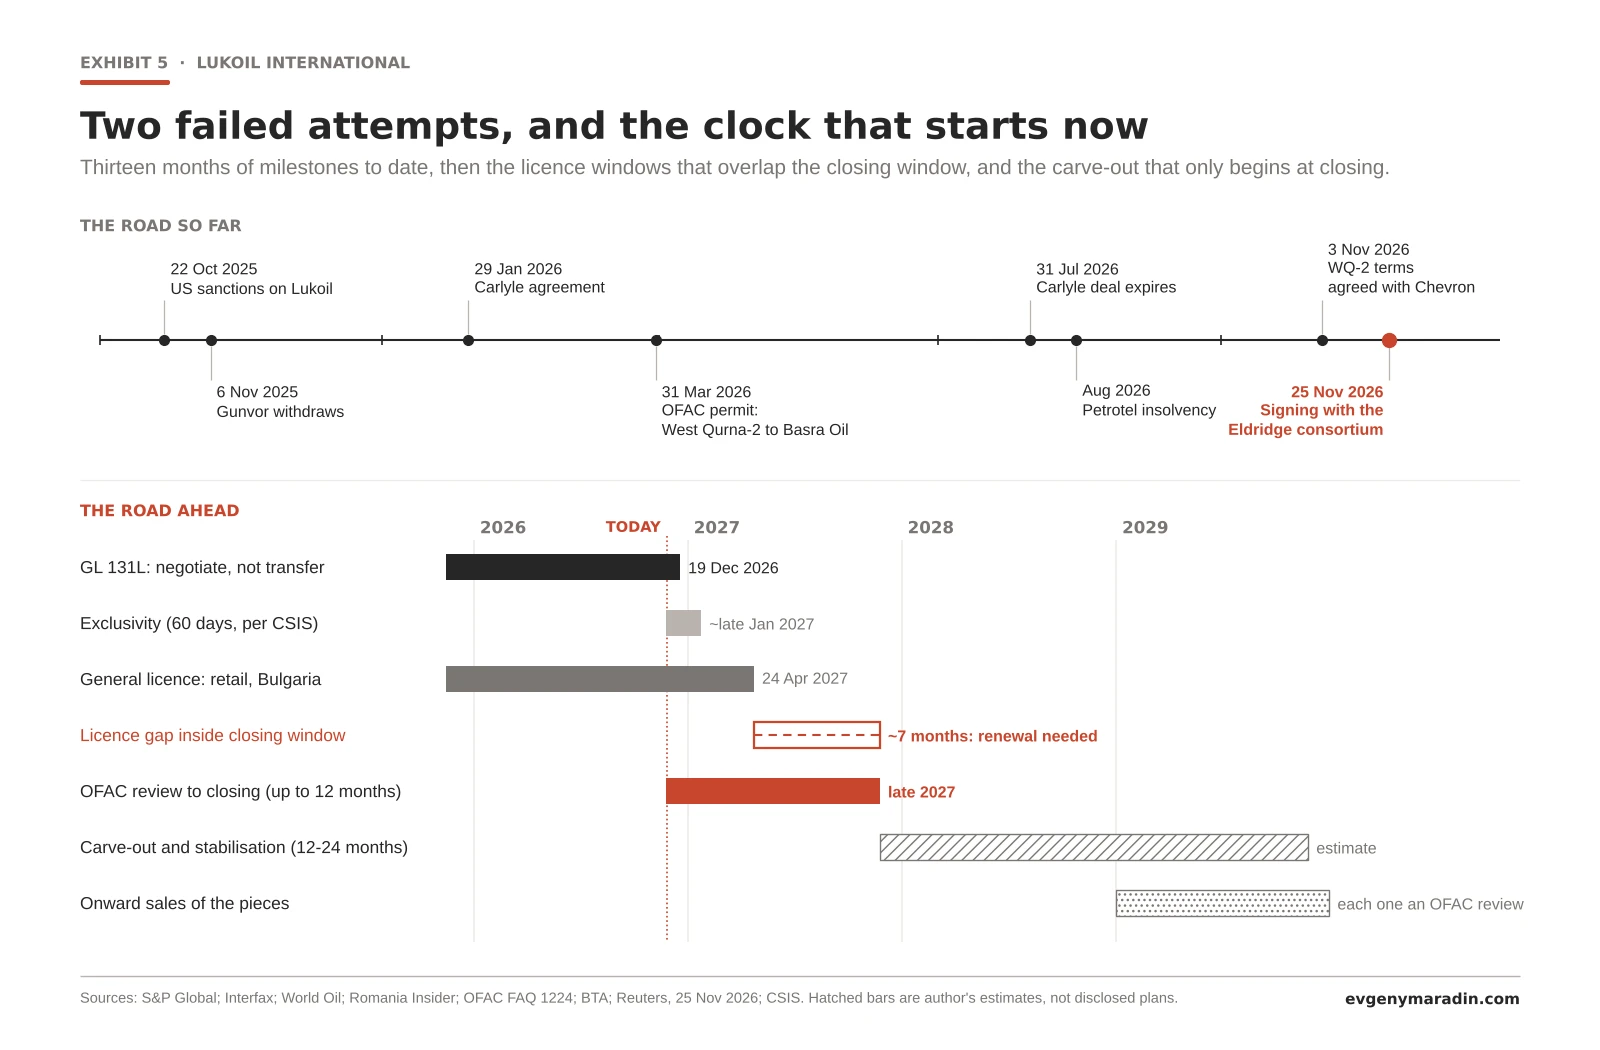 EXHIBIT 5 · LUKOIL INTERNATIONAL
Two failed attempts, and the clock that starts now
Thirteen months of milestones to date, then the licence windows that overlap the closing window, and the carve-out that only begins at closing.
THE ROAD SO FAR
22 Oct 2025
US sanctions on Lukoil
29 Jan 2026
Carlyle agreement
31 Jul 2026
Carlyle deal expires
3 Nov 2026
WQ-2 terms
agreed with Chevron
6 Nov 2025
Gunvor withdraws
31 Mar 2026
OFAC permit:
West Qurna-2 to Basra Oil
Aug 2026
Petrotel insolvency
25 Nov 2026
Signing with the
Eldridge consortium
THE ROAD AHEAD
2026
TODAY
2027
2028
2029
GL 131L: negotiate, not transfer
19 Dec 2026
Exclusivity (60 days, per CSIS)
~late Jan 2027
General licence: retail, Bulgaria
24 Apr 2027
Licence gap inside closing window
~7 months: renewal needed
OFAC review to closing (up to 12 months)
late 2027
Carve-out and stabilisation (12-24 months)
estimate
Onward sales of the pieces
each one an OFAC review
Sources: S&P Global; Interfax; World Oil; Romania Insider; OFAC FAQ 1224; BTA; Reuters, 25 Nov 2026; CSIS. Hatched bars are author's estimates, not disclosed plans.
evgenymaradin.com